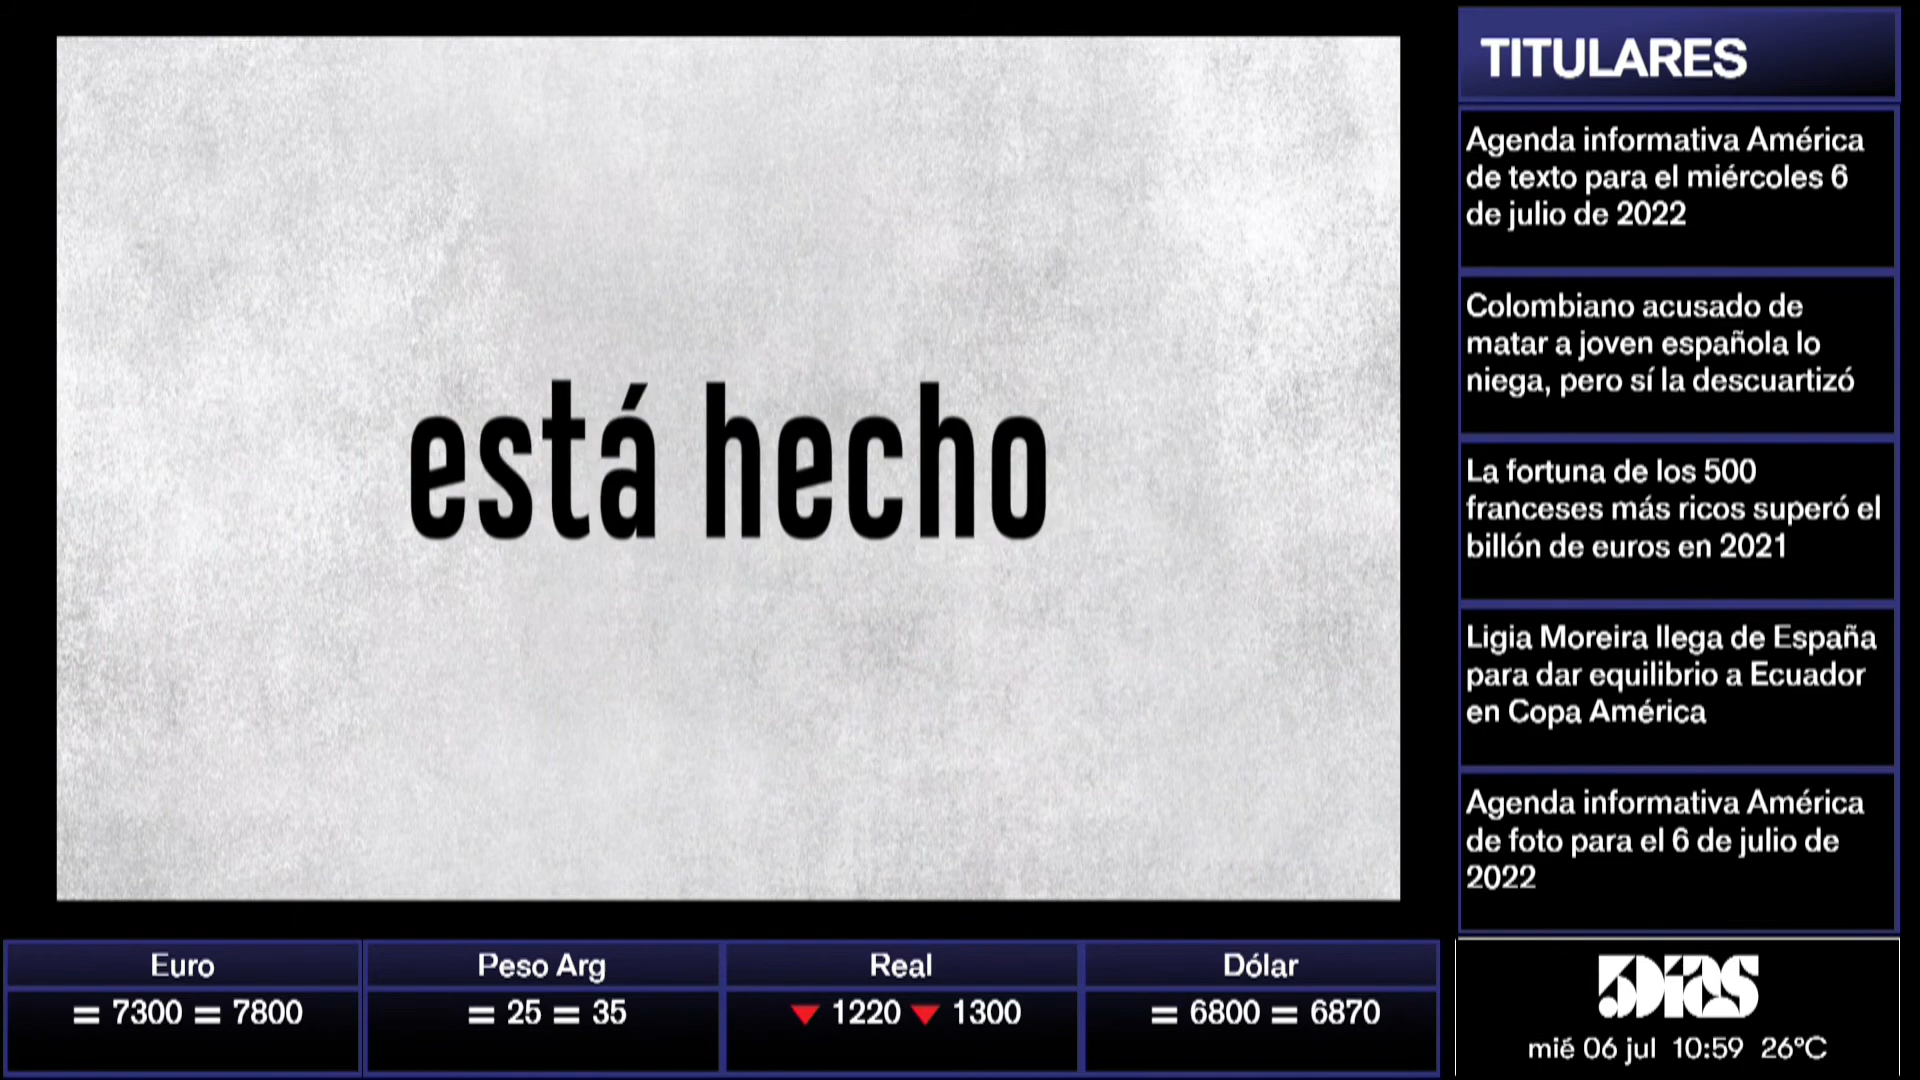 está hecho
TITULARES
Agenda informativa América
de texto para el miércoles 6
de julio de 2022
Colombiano acusado de
matar a joven española lo
niega, pero sí la descuartizó
La fortuna de los 500
franceses más ricos superó el
billón de euros en 2021
Ligia Moreira llega de España
para dar equilibrio a Ecuador
en Copa América
Agenda informativa América
de foto para el 6 de julio de
2022
Euro
= 7300 = 7800
Peso Arg
= 25 = 35
Real
▼ 1220 ▼ 1300
Dólar
= 6800 = 6870
5Días
mié 06 jul 10:59 26°C